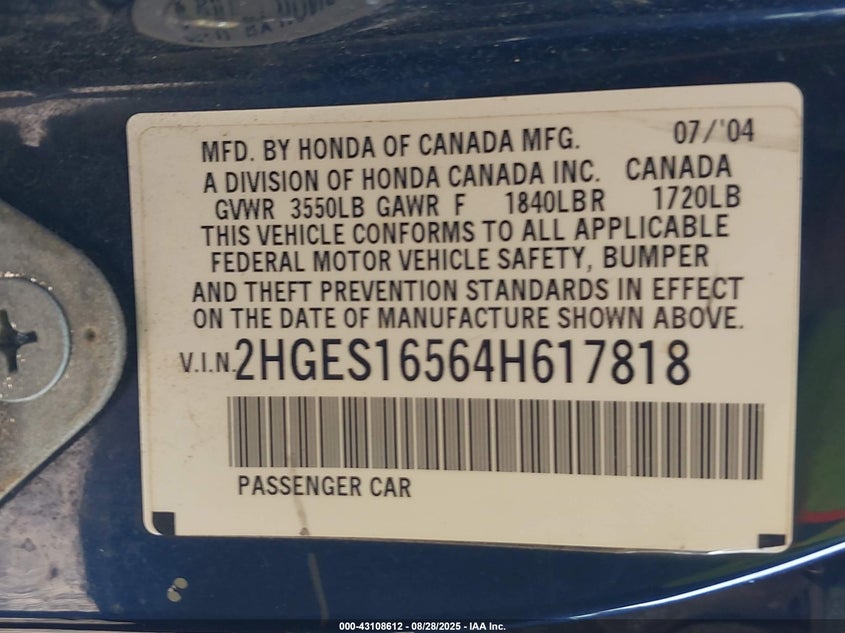 MFD. BY HONDA OF CANADA MFG. 07/'04
A DIVISION OF HONDA CANADA INC. CANADA
GVWR 3550LB GAWR F 1840LB R 1720LB
THIS VEHICLE CONFORMS TO ALL APPLICABLE
FEDERAL MOTOR VEHICLE SAFETY, BUMPER
AND THEFT PREVENTION STANDARDS IN EFFECT
ON THE DATE OF MANUFACTURE SHOWN ABOVE.
V.I.N. 2HGES16564H617818
PASSENGER CAR
000-43108612 - 08/28/2025 - IAA Inc.